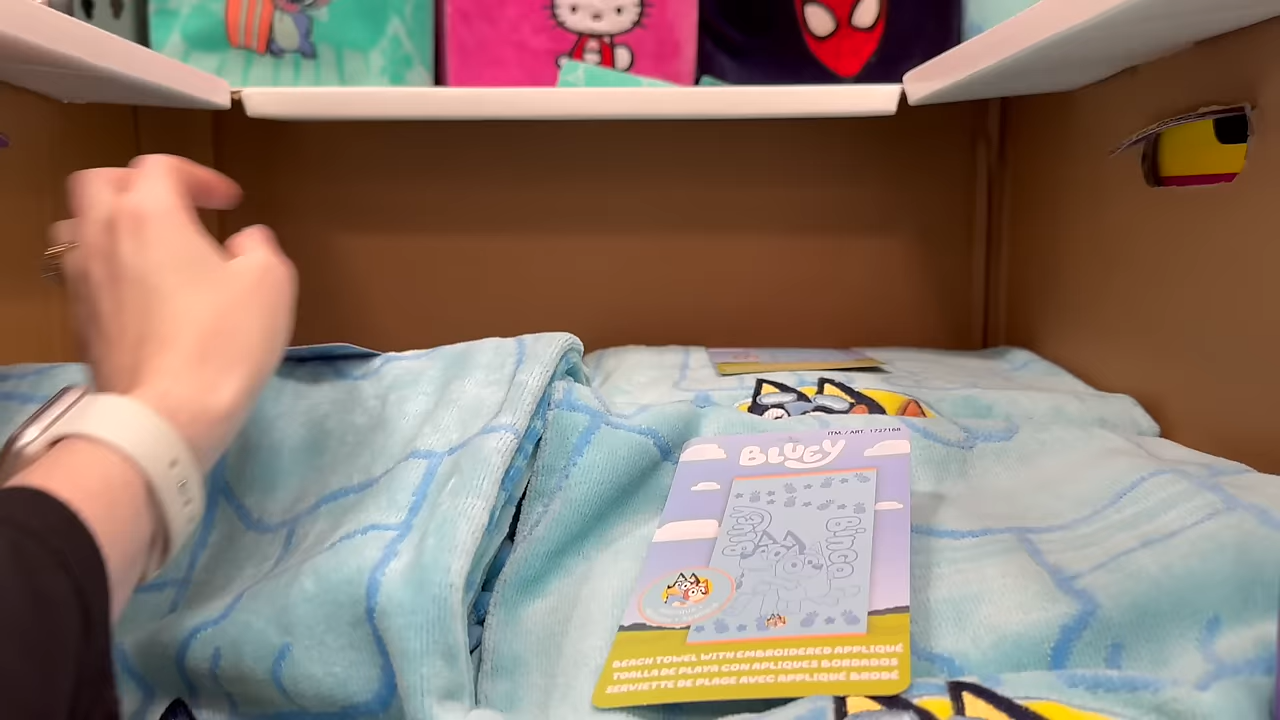 ITM. / ART. 1727168
BLUEY
Bluey
Bingo
BEACH TOWEL WITH EMBROIDERED APPLIQUÉ
TOALLA DE PLAYA CON APLIQUES BORDADOS
SERVIETTE DE PLAGE AVEC APPLIQUÉ BRODÉ